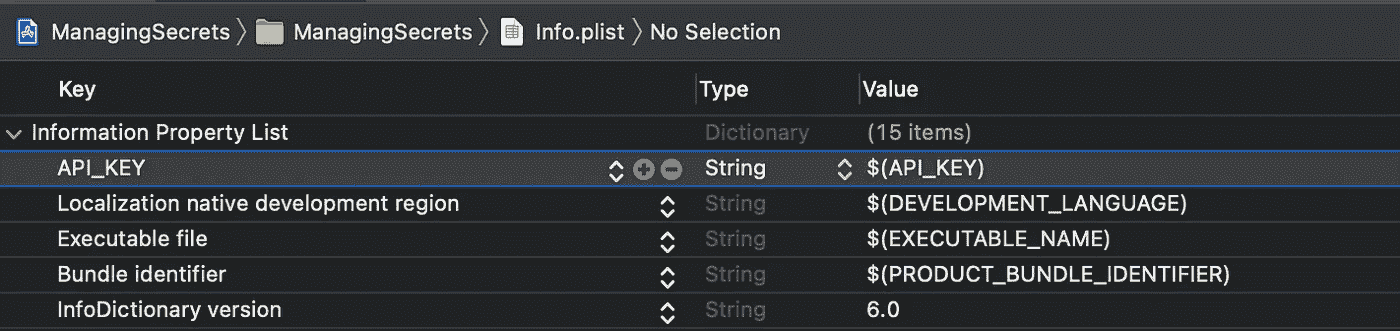 ManagingSecrets ManagingSecrets Info.plist No Selection
Key Type Value
Information Property List Dictionary (15 items)
API_KEY String $(API_KEY)
Localization native development region String $(DEVELOPMENT_LANGUAGE)
Executable file String $(EXECUTABLE_NAME)
Bundle identifier String $(PRODUCT_BUNDLE_IDENTIFIER)
InfoDictionary version String 6.0